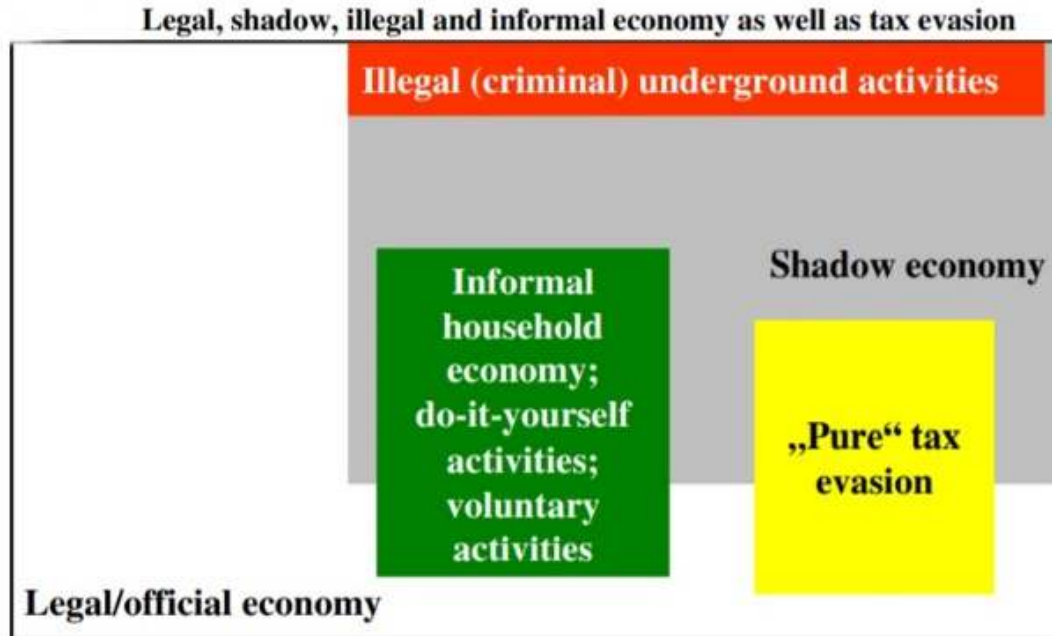 Legal, shadow, illegal and informal economy as well as tax evasion
Illegal (criminal) underground activities
Shadow economy
Informal
household
economy;
do-it-yourself
activities;
voluntary
activities
„Pure“ tax
evasion
Legal/official economy